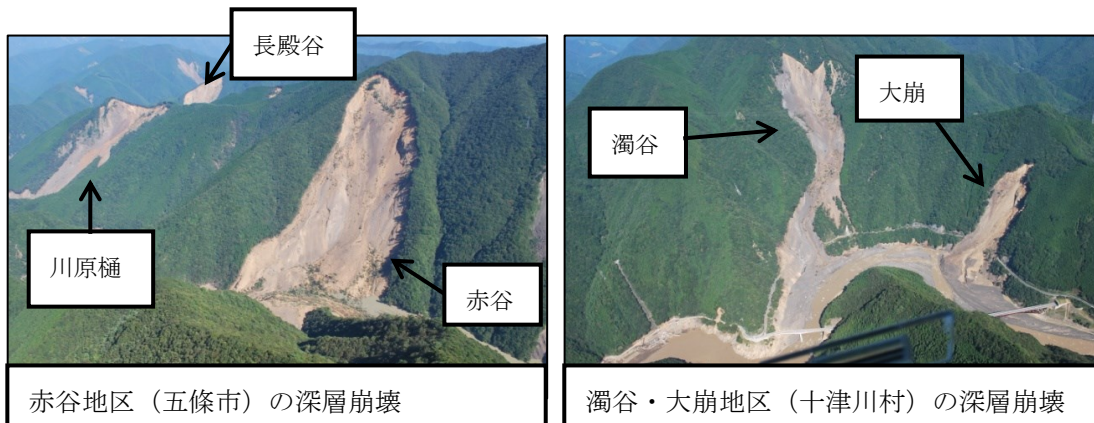 長殿谷
川原樋
赤谷
赤谷地区（五條市）の深層崩壊
濁谷
大崩
濁谷・大崩地区（十津川村）の深層崩壊